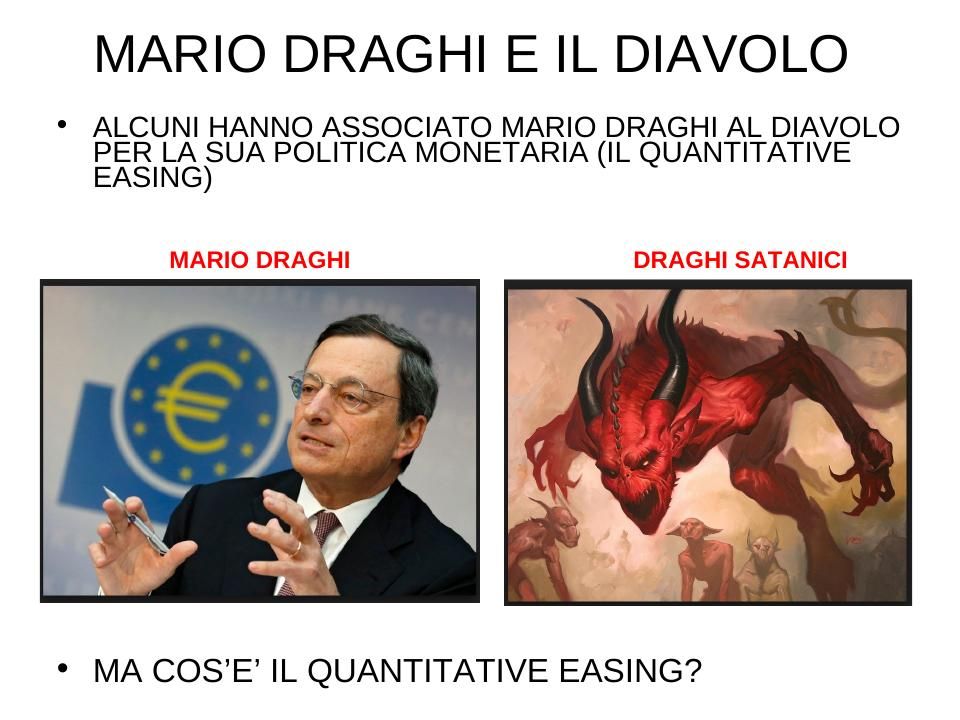 MARIO DRAGHI E IL DIAVOLO
• ALCUNI HANNO ASSOCIATO MARIO DRAGHI AL DIAVOLO
PER LA SUA POLITICA MONETARIA (IL QUANTITATIVE
EASING)
MARIO DRAGHI
DRAGHI SATANICI
• MA COS’E’ IL QUANTITATIVE EASING?